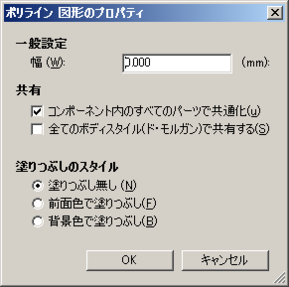 ポリライン 図形のプロパティ
一般設定
幅 (W): 0.000 (mm):
共有
コンポーネント内のすべてのパーツで共通化(u)
全てのボディスタイル(ド・モルガン)で共有する(S)
塗りつぶしのスタイル
塗りつぶし無し (N)
前面色で塗りつぶし(F)
背景色で塗りつぶし(B)
OK キャンセル